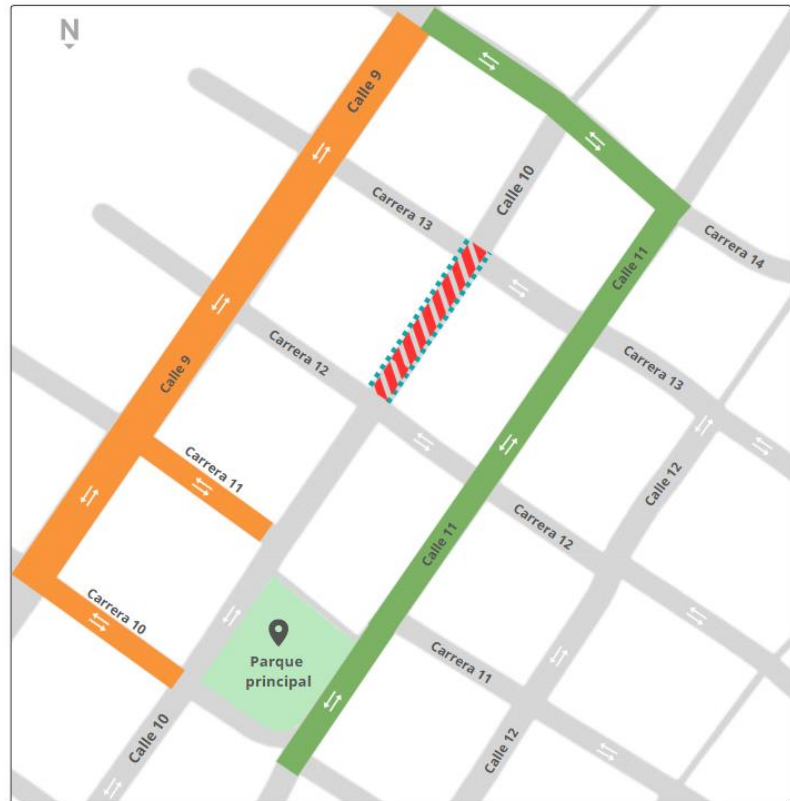 N
Calle 9
Calle 10
Carrera 13
Carrera 14
Calle 11
Carrera 12
Carrera 13
Calle 9
Carrera 11
Calle 12
Carrera 12
Calle 11
Carrera 10
Parque
principal
Carrera 11
Calle 10
Calle 12